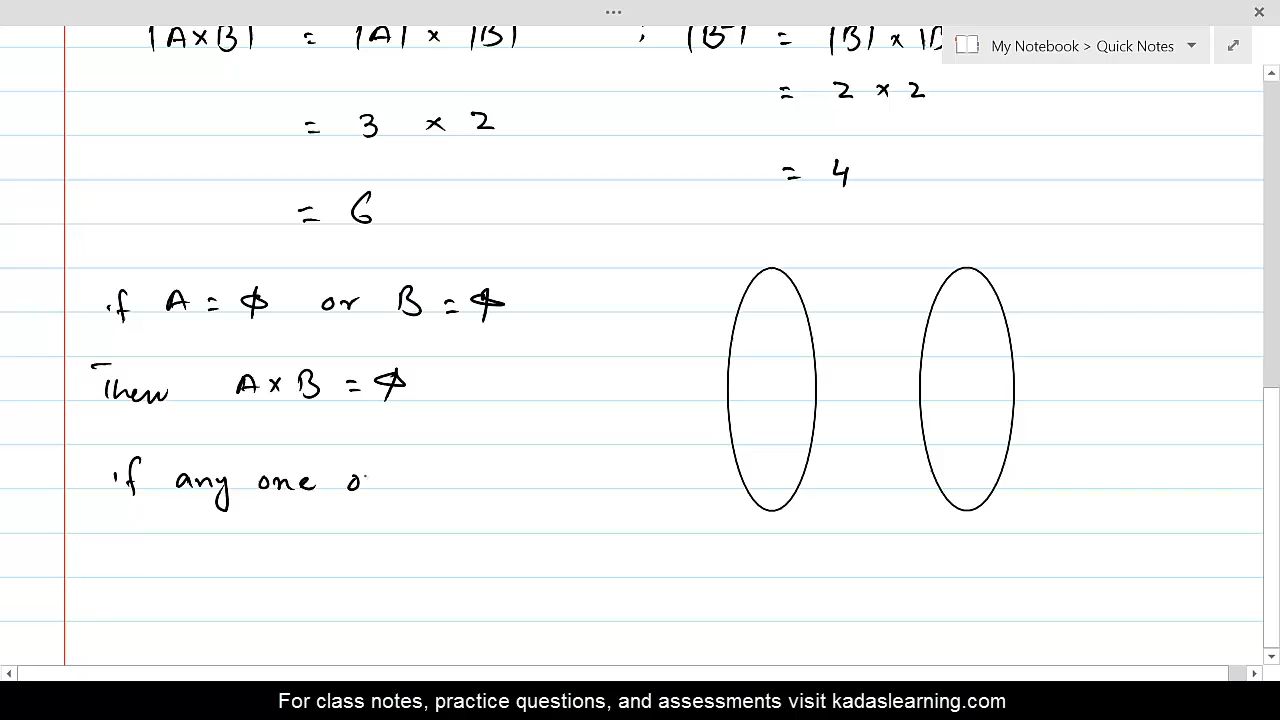 My Notebook > Quick Notes
|A×B| = |A| × |B| ; |B²| = |B| × |B
= 3 × 2
= 2 × 2
= 6
= 4
if A = ϕ or B = ϕ
Then A × B = ϕ
if any one o
For class notes, practice questions, and assessments visit kadaslearning.com